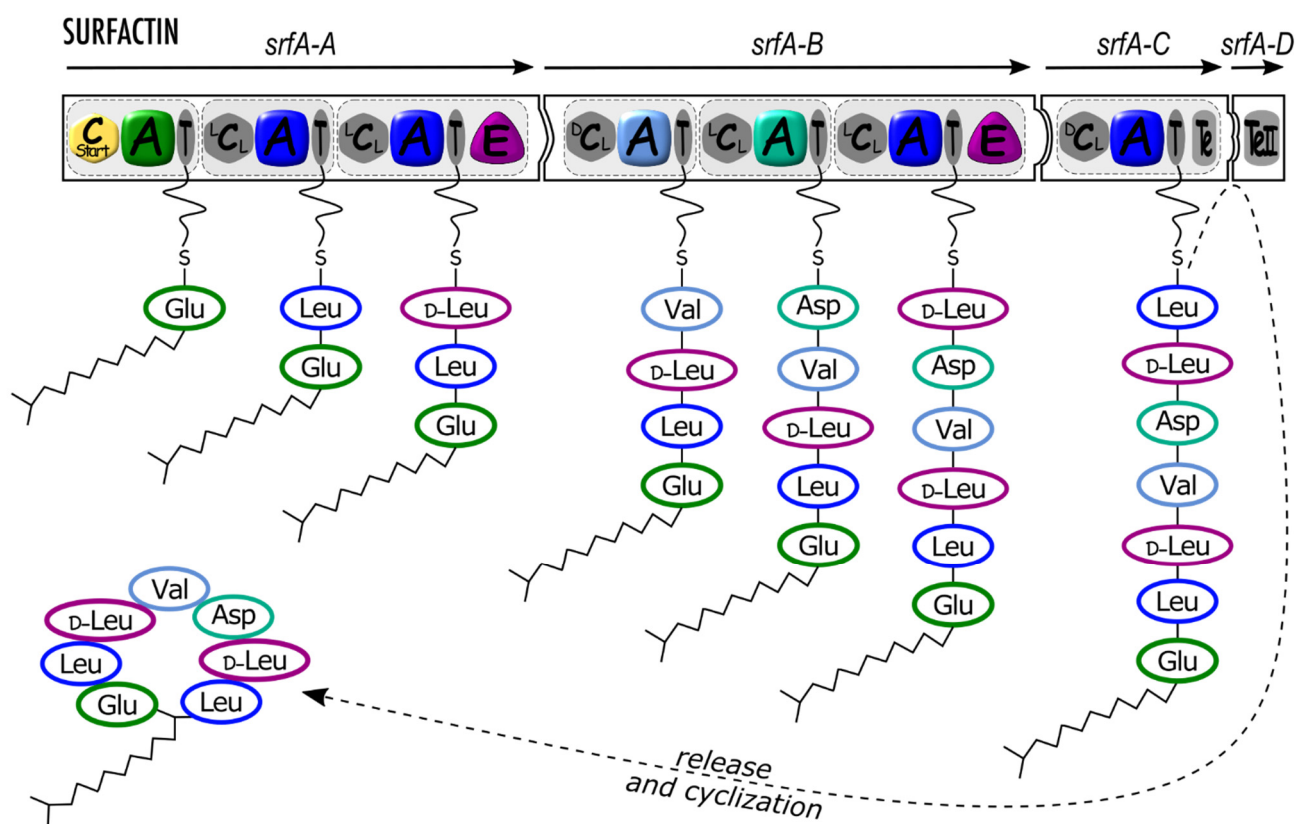 SURFACTIN
srfA-A srfA-B srfA-C srfA-D
C Start A T LCL A T LCL A T E DCL A T LCL A T LCL A T E DCL A T Te TeII
S S S S S S S
Glu Leu D-Leu Val Asp D-Leu Leu
Glu Leu D-Leu Val Asp D-Leu
Glu Leu D-Leu Val Asp
Glu Leu D-Leu Val
Glu Leu D-Leu
Glu Leu
Glu
Val
D-Leu Asp
Leu D-Leu
Glu Leu
release
and cyclization